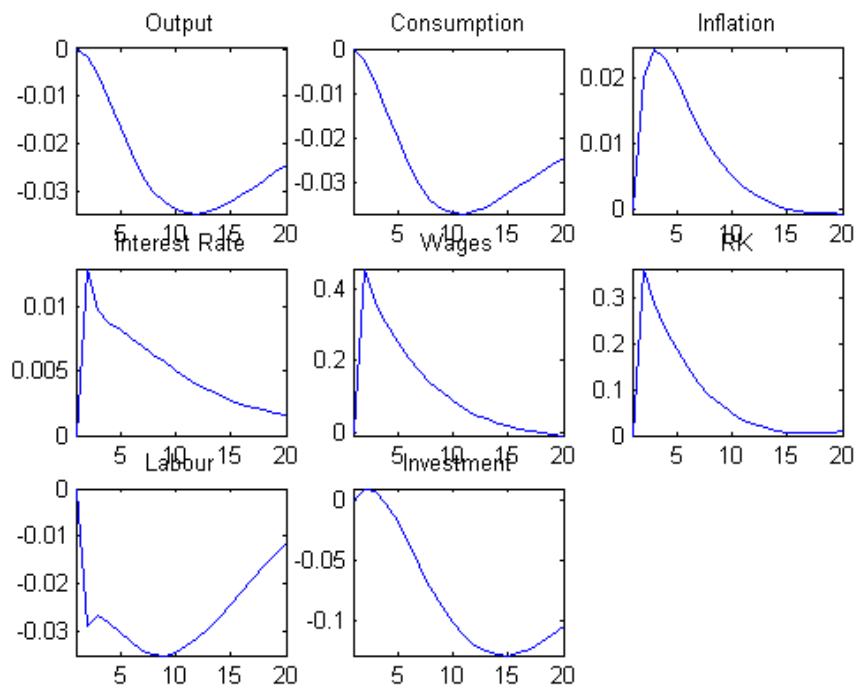 Output Consumption Inflation
0 0 0.02
-0.01 -0.01 0.01
-0.02 -0.02 0
-0.03 -0.03
5 10 15 20 5 10 15 20 5 10 15 20
Interest Rate Wages RK
0.01 0.4 0.3
0.005 0.2 0.2
0 0 0.1
0
5 10 15 20 5 10 15 20 5 10 15 20
Labour Investment
0 0
-0.01 -0.05
-0.02 -0.1
-0.03
5 10 15 20 5 10 15 20